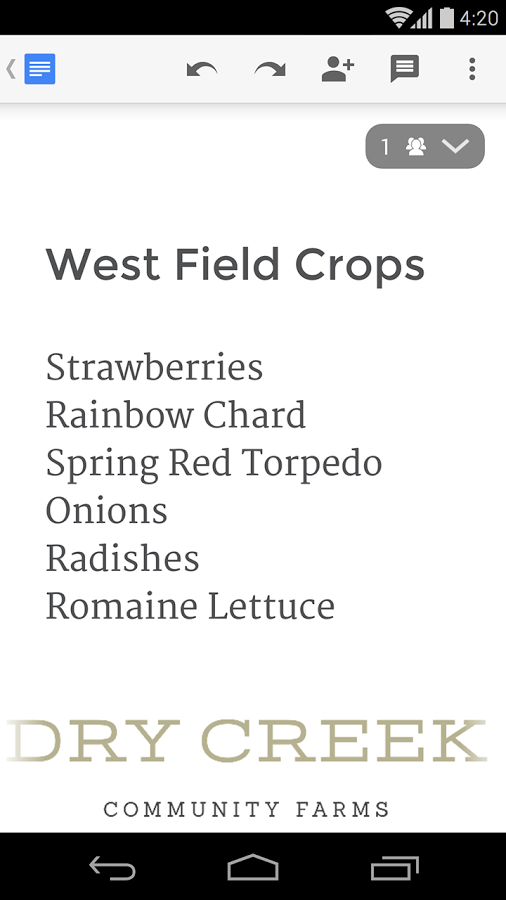 4:20
1
West Field Crops
Strawberries
Rainbow Chard
Spring Red Torpedo
Onions
Radishes
Romaine Lettuce
DRY CREEK
COMMUNITY FARMS